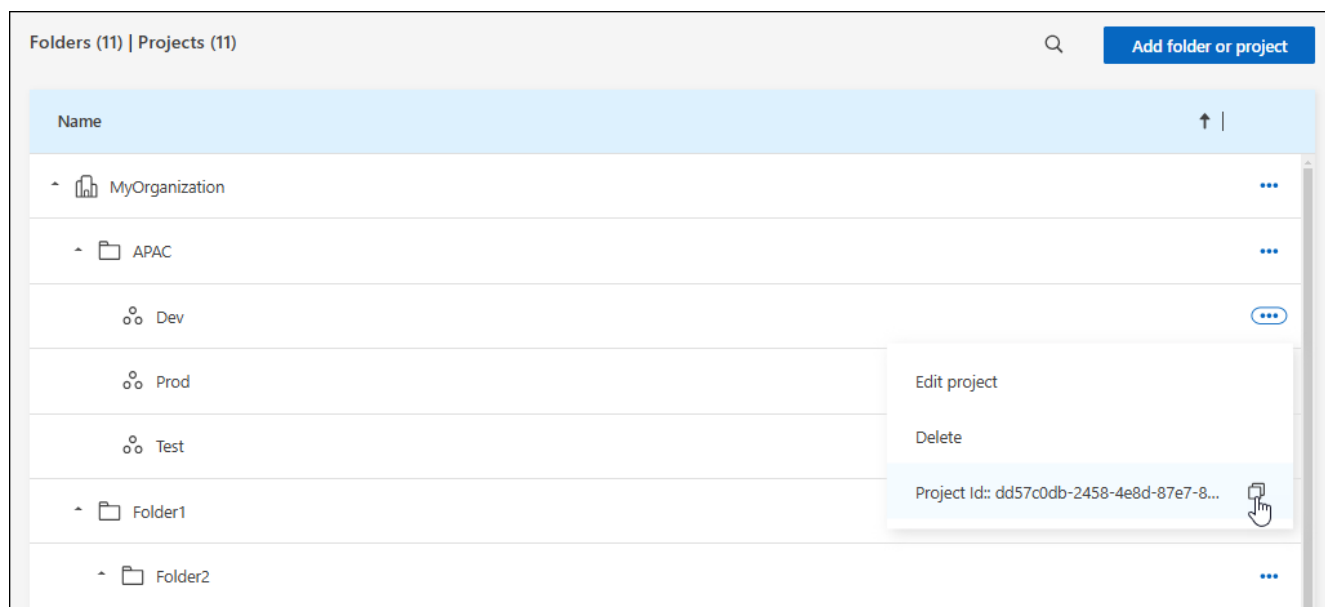 Folders (11) | Projects (11)
Add folder or project
Name
MyOrganization
APAC
Dev
Prod
Edit project
Delete
Test
Project Id:: dd57c0db-2458-4e8d-87e7-8...
Folder1
Folder2